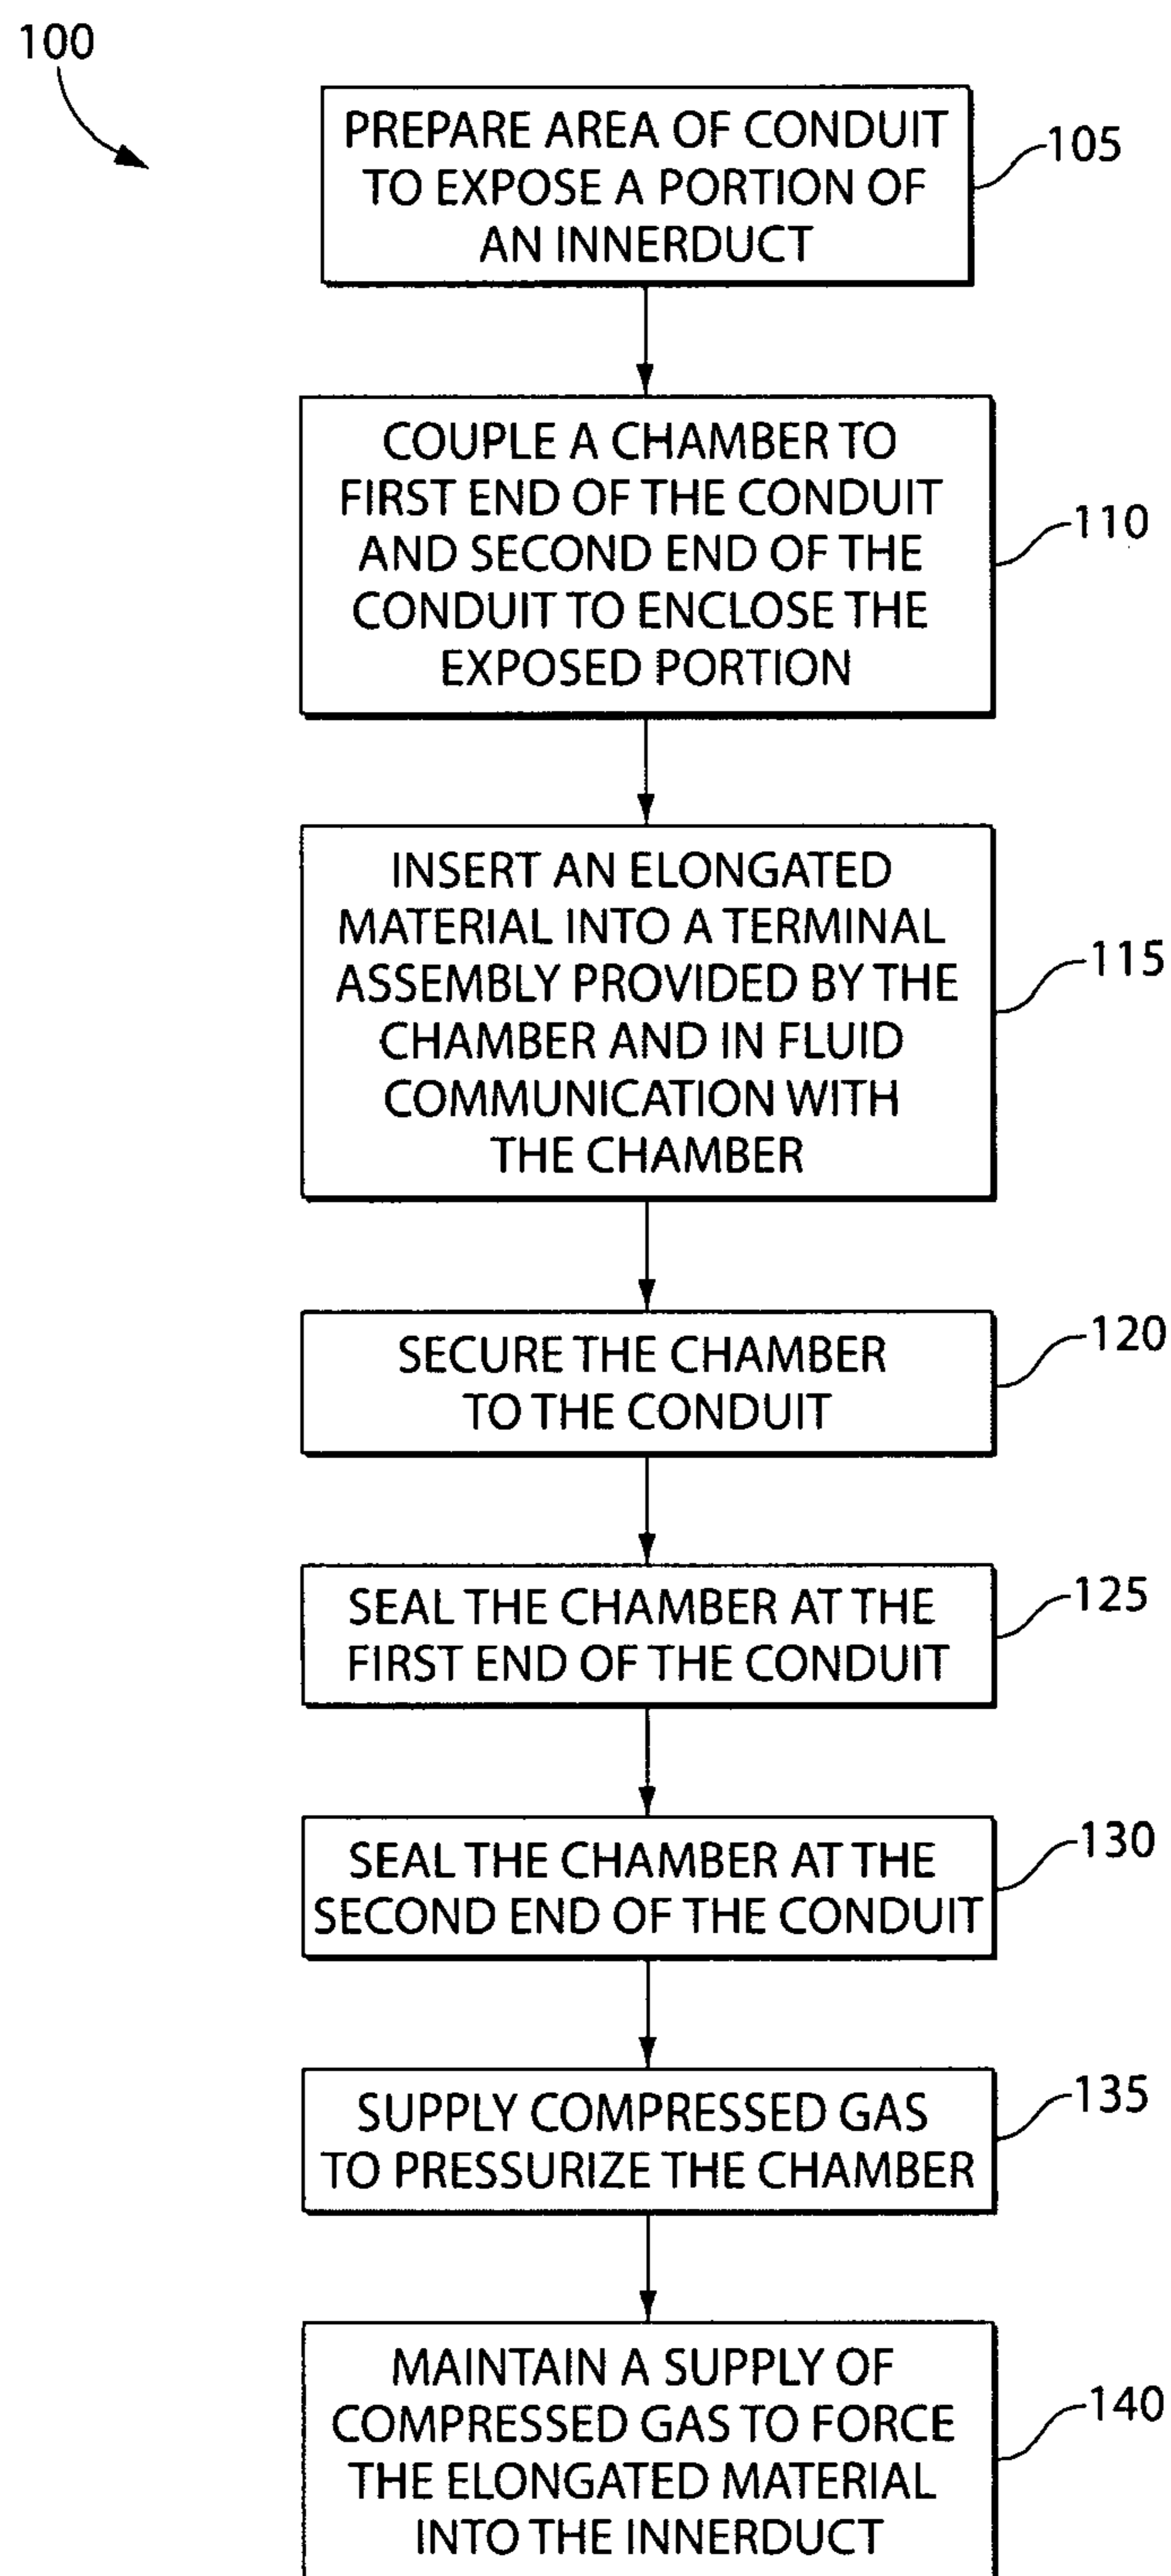 100
PREPARE AREA OF CONDUIT
TO EXPOSE A PORTION OF
AN INNERDUCT
105
COUPLE A CHAMBER TO
FIRST END OF THE CONDUIT
AND SECOND END OF THE
CONDUIT TO ENCLOSE THE
EXPOSED PORTION
110
INSERT AN ELONGATED
MATERIAL INTO A TERMINAL
ASSEMBLY PROVIDED BY THE
CHAMBER AND IN FLUID
COMMUNICATION WITH
THE CHAMBER
115
SECURE THE CHAMBER
TO THE CONDUIT
120
SEAL THE CHAMBER AT THE
FIRST END OF THE CONDUIT
125
SEAL THE CHAMBER AT THE
SECOND END OF THE CONDUIT
130
SUPPLY COMPRESSED GAS
TO PRESSURIZE THE CHAMBER
135
MAINTAIN A SUPPLY OF
COMPRESSED GAS TO FORCE
THE ELONGATED MATERIAL
INTO THE INNERDUCT
140